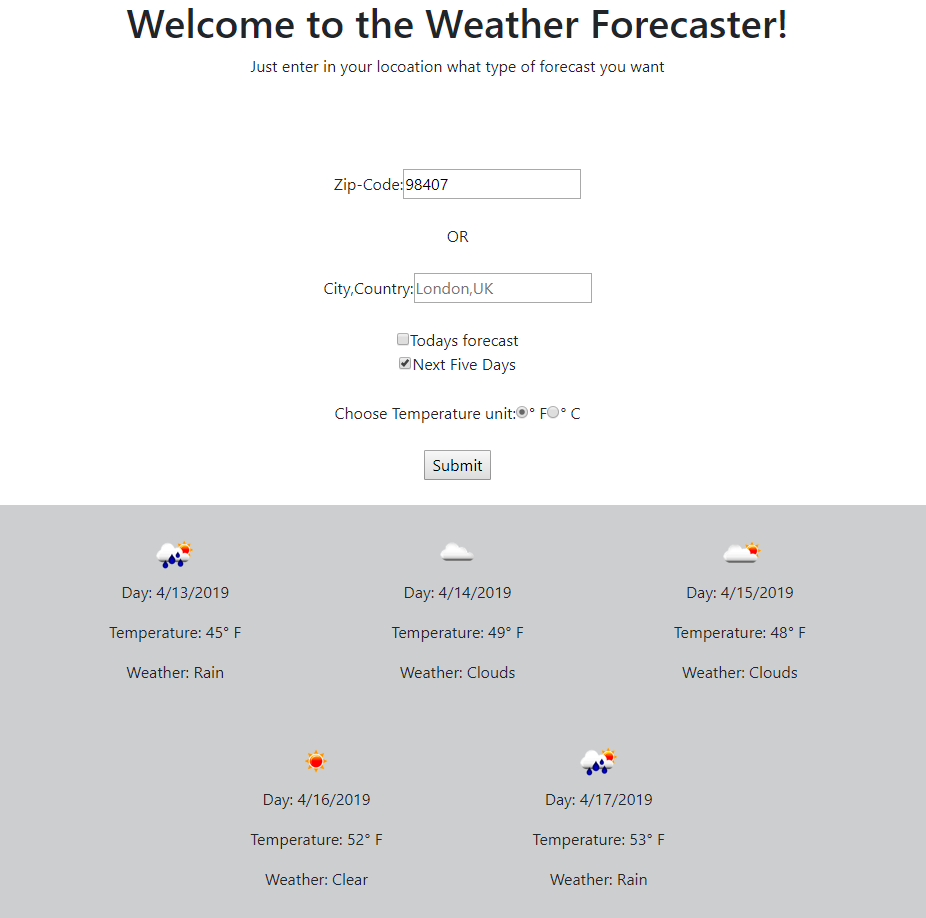 Welcome to the Weather Forecaster!
Just enter in your locoation what type of forecast you want
Zip-Code:98407
OR
City,Country:London,UK
Todays forecast
Next Five Days
Choose Temperature unit:° F° C
Submit
Day: 4/13/2019
Temperature: 45° F
Weather: Rain
Day: 4/14/2019
Temperature: 49° F
Weather: Clouds
Day: 4/15/2019
Temperature: 48° F
Weather: Clouds
Day: 4/16/2019
Temperature: 52° F
Weather: Clear
Day: 4/17/2019
Temperature: 53° F
Weather: Rain